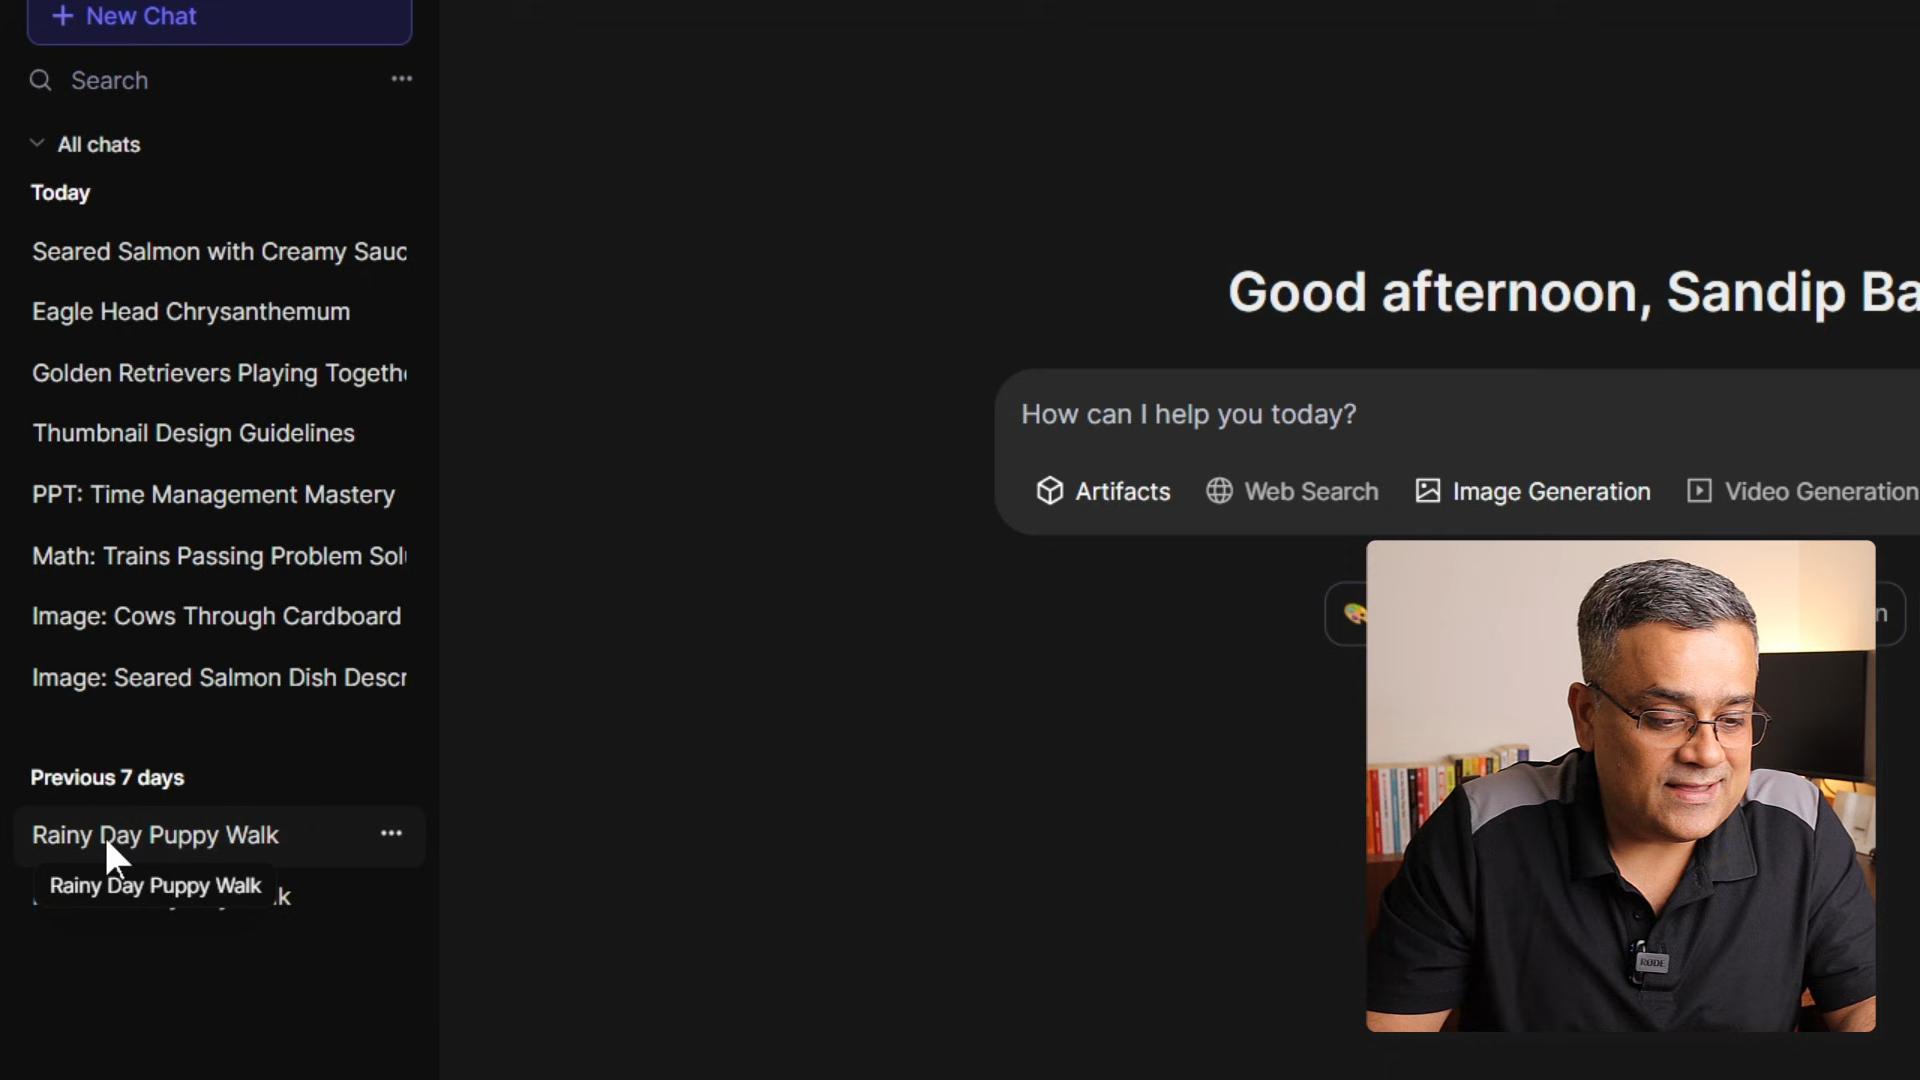 New Chat
Search
All chats
Today
Seared Salmon with Creamy Sauc
Eagle Head Chrysanthemum
Golden Retrievers Playing Togeth
Thumbnail Design Guidelines
PPT: Time Management Mastery
Math: Trains Passing Problem Sol
Image: Cows Through Cardboard
Image: Seared Salmon Dish Descr
Previous 7 days
Rainy Day Puppy Walk
Rainy Day Puppy Walk
Good afternoon, Sandip Ba
How can I help you today?
Artifacts
Web Search
Image Generation
Video Generation
RØDE